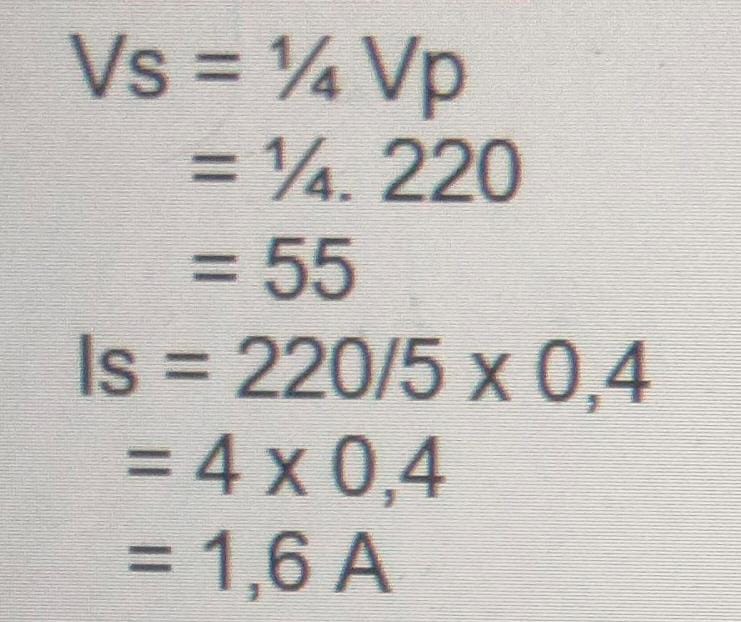 Vs = ¼ Vp
= ¼. 220
= 55
Is = 220/5 x 0,4
= 4 x 0,4
= 1,6 A